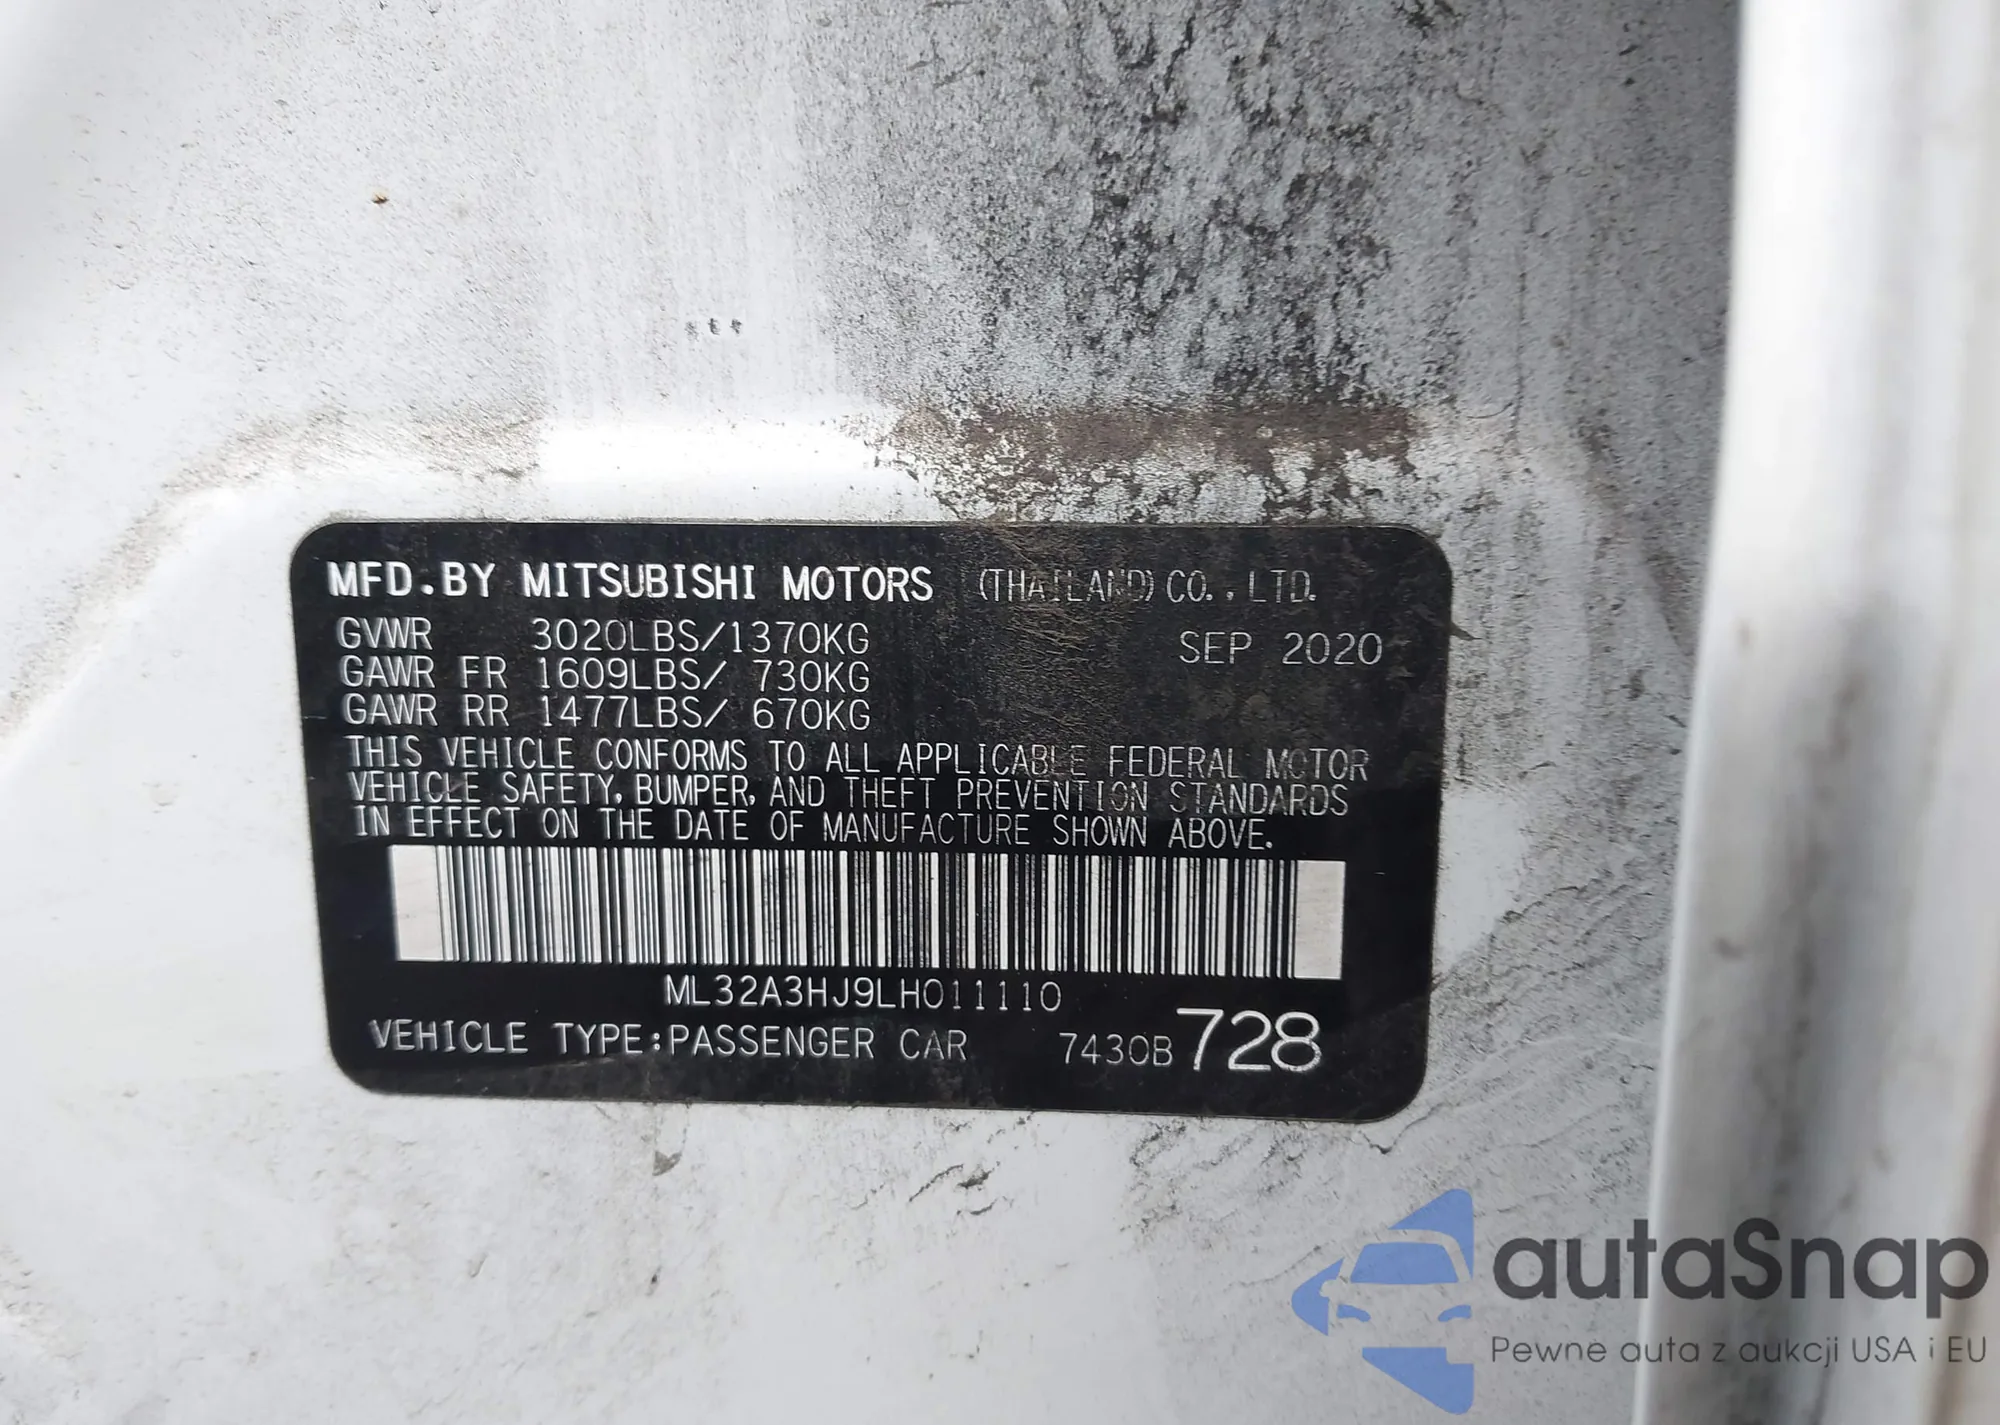 MFD.BY MITSUBISHI MOTORS (THAILAND) CO., LTD.
GVWR 3020LBS/1370KG SEP 2020
GAWR FR 1609LBS/ 730KG
GAWR RR 1477LBS/ 670KG
THIS VEHICLE CONFORMS TO ALL APPLICABLE FEDERAL MOTOR
VEHICLE SAFETY, BUMPER, AND THEFT PREVENTION STANDARDS
IN EFFECT ON THE DATE OF MANUFACTURE SHOWN ABOVE.
ML32A3HJ9LH011110
VEHICLE TYPE:PASSENGER CAR 7430B 728
autaSnap
Pewne auta z aukcji USA i EU